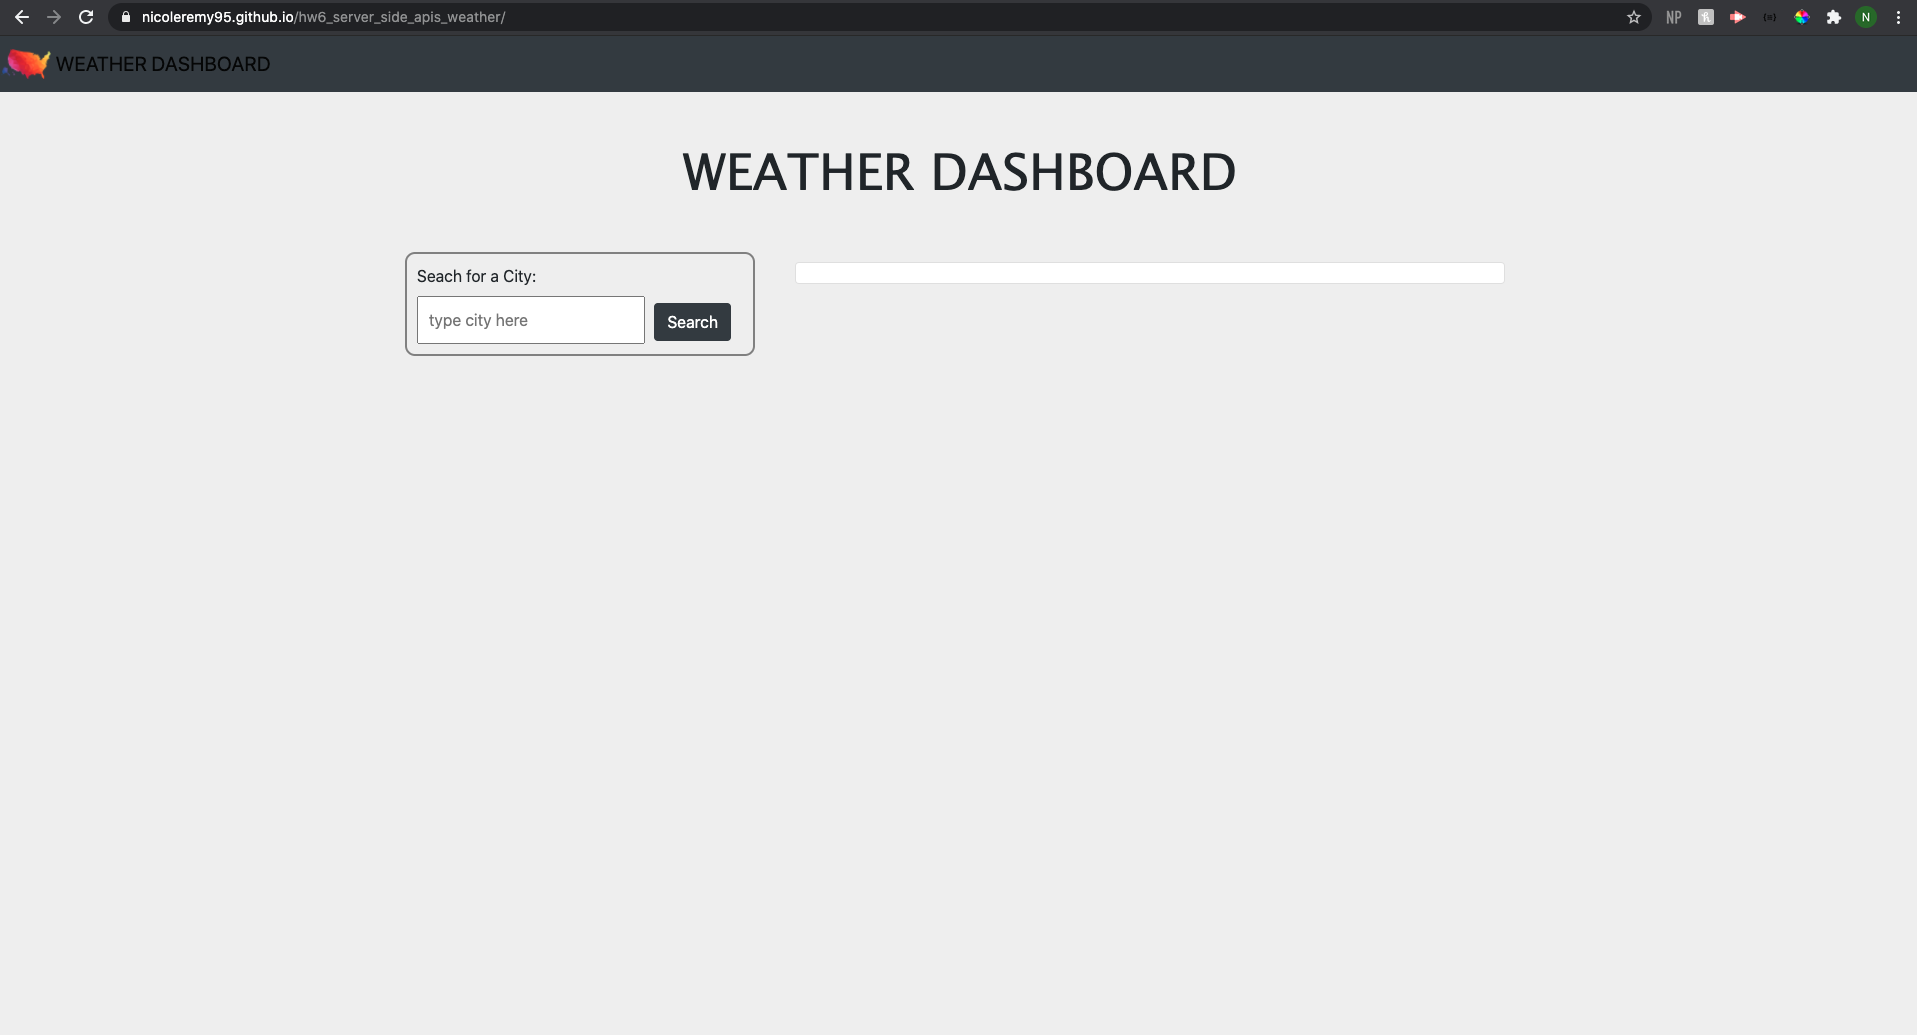 nicoleremy95.github.io/hw6_server_side_apis_weather/
NP
N
WEATHER DASHBOARD
WEATHER DASHBOARD
Seach for a City:
type city here
Search